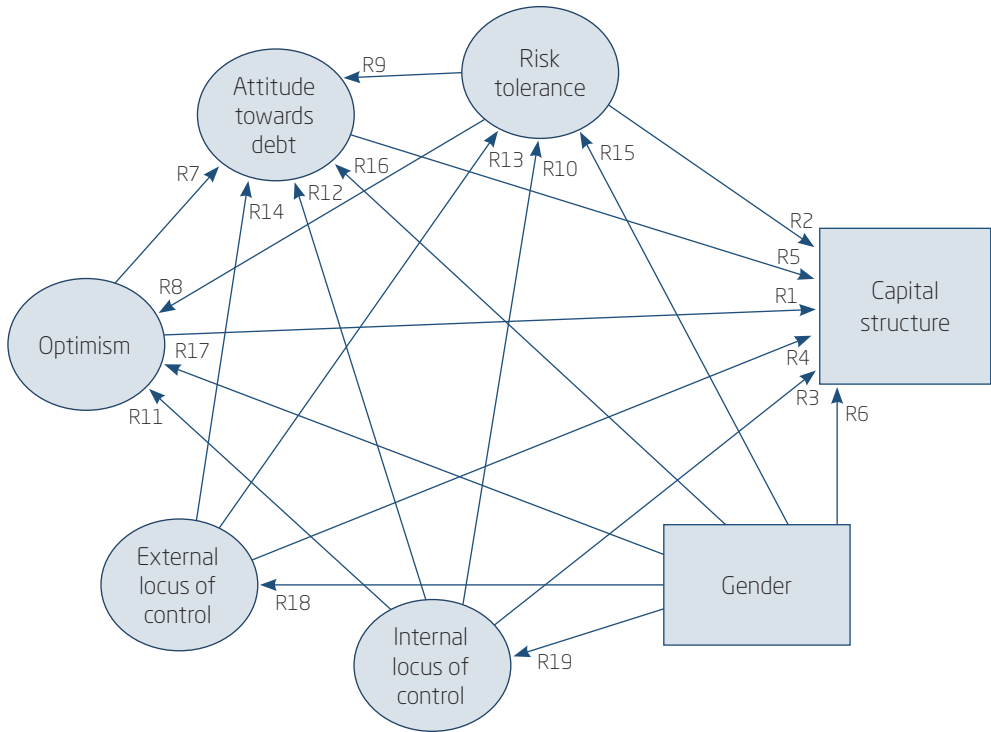 Risk
tolerance
R9
Attitude
towards
debt
R7
R14
R12
R16
R13
R10
R15
R2
R5
R8
R1
Capital
structure
Optimism
R17
R11
R4
R3
R6
External
locus of
control
R18
Gender
Internal
locus of
control
R19